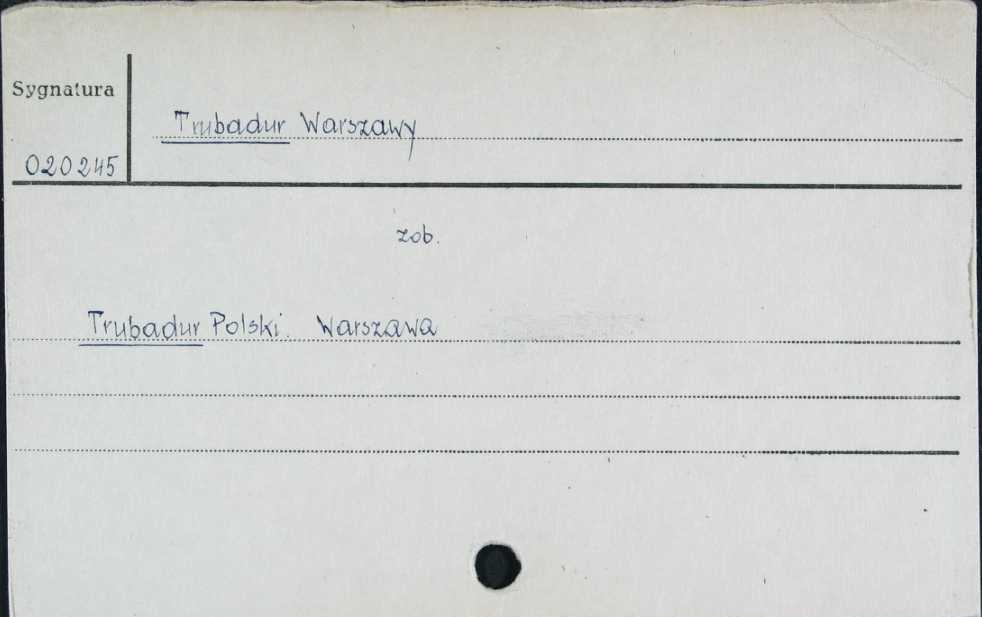 Sygnatura
Trubadur Warszawy
020245
zob.
Trubadur Polski. Warszawa